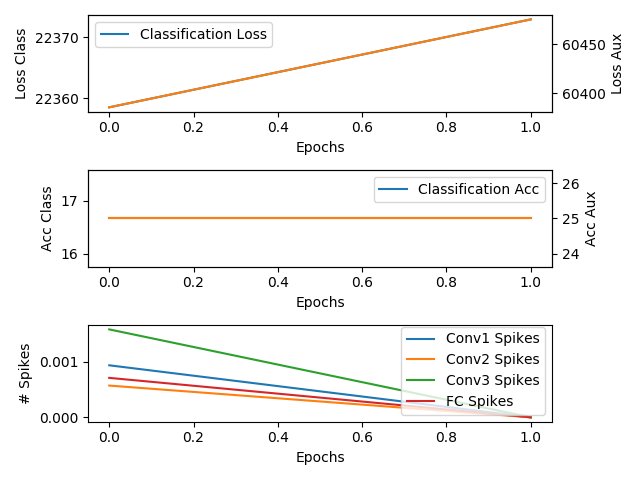 Classification Loss
22370
22360
Loss Class
60450
60400
Loss Aux
0.0 0.2 0.4 0.6 0.8 1.0
Epochs
Classification Acc
17
16
Acc Class
26
25
24
Acc Aux
0.0 0.2 0.4 0.6 0.8 1.0
Epochs
Conv1 Spikes
Conv2 Spikes
Conv3 Spikes
FC Spikes
0.001
0.000
# Spikes
0.0 0.2 0.4 0.6 0.8 1.0
Epochs